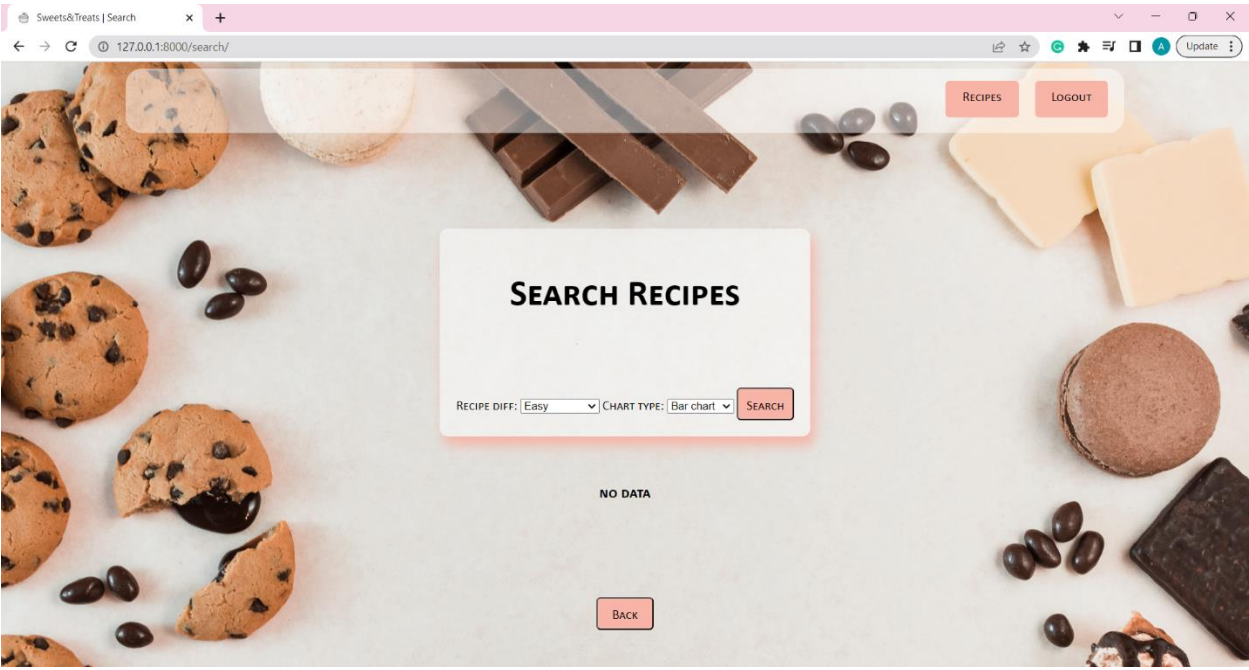 Sweets&Treats | Search
127.0.0.1:8000/search/
A
Update
Recipes
Logout
Search Recipes
Recipe diff: Easy Chart type: Bar chart Search
NO DATA
Back